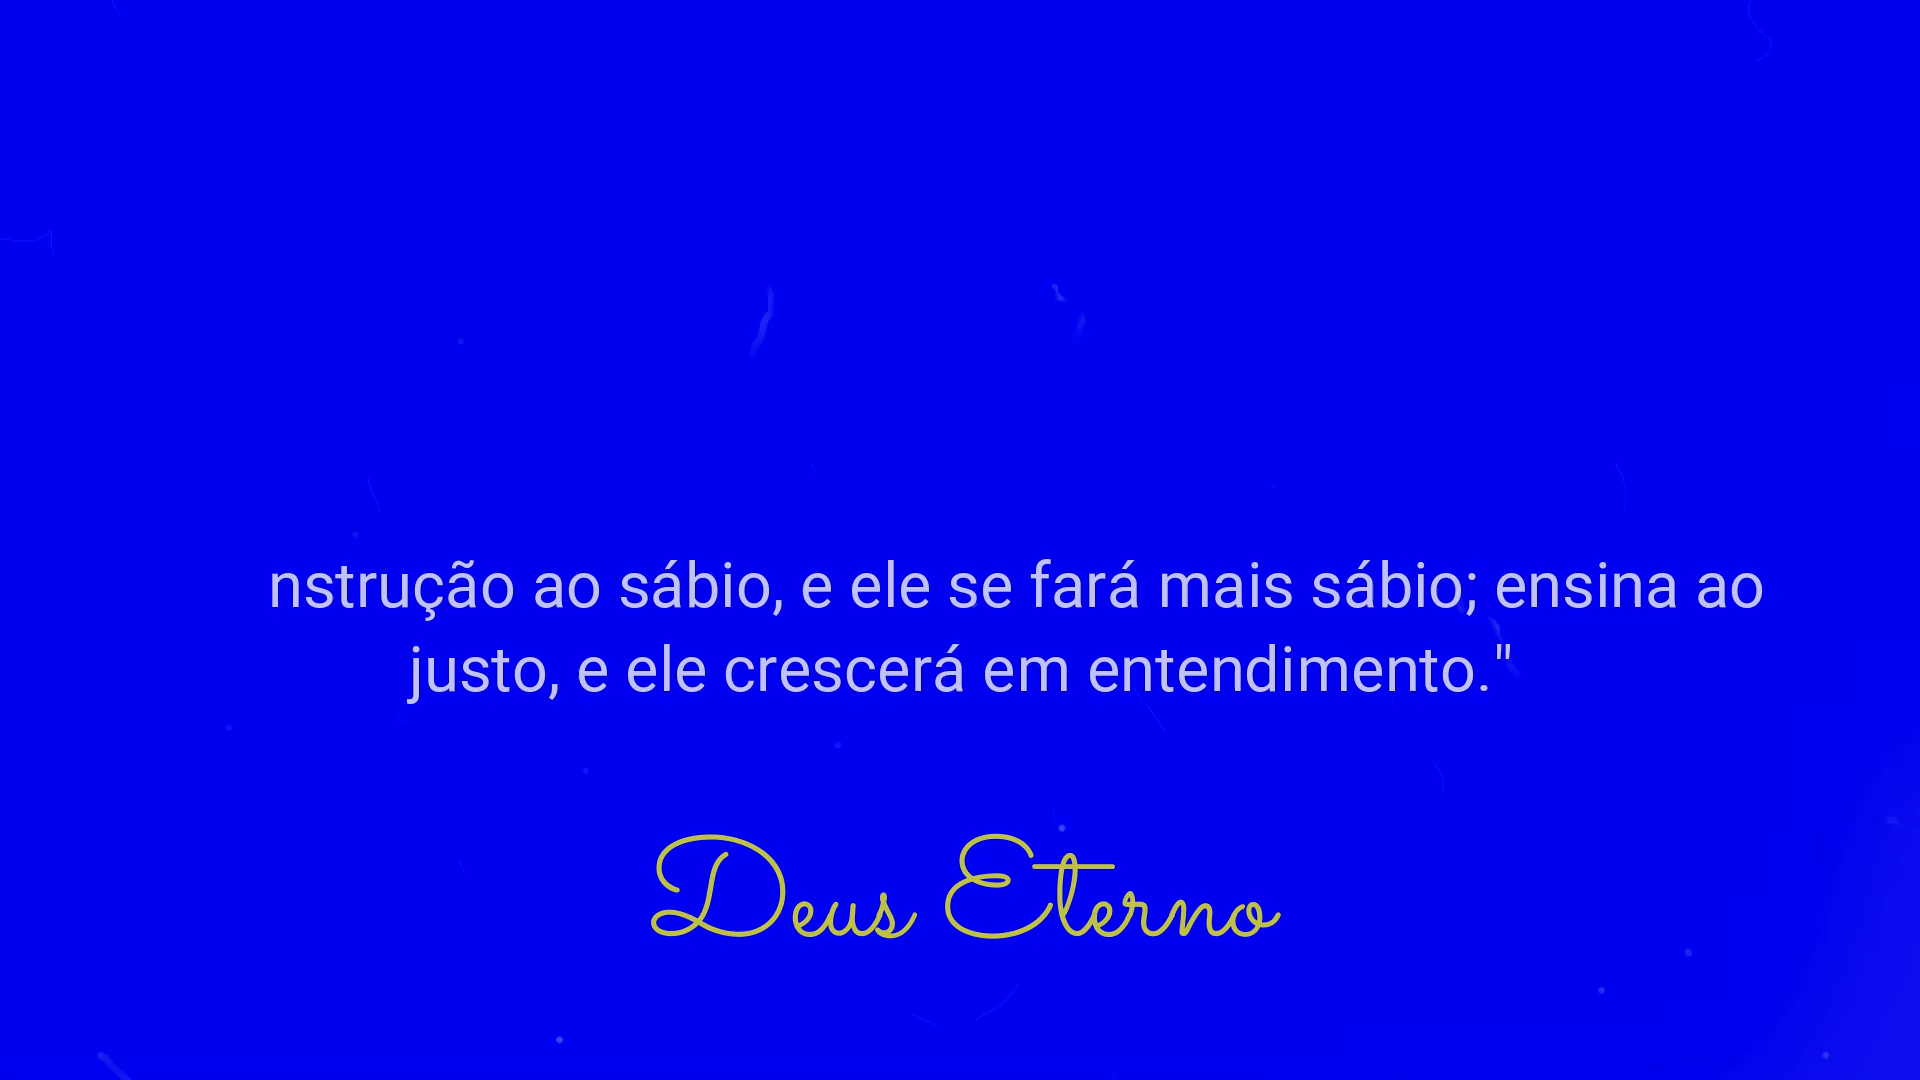 nstrução ao sábio, e ele se fará mais sábio; ensina ao
justo, e ele crescerá em entendimento."
Deus Eterno